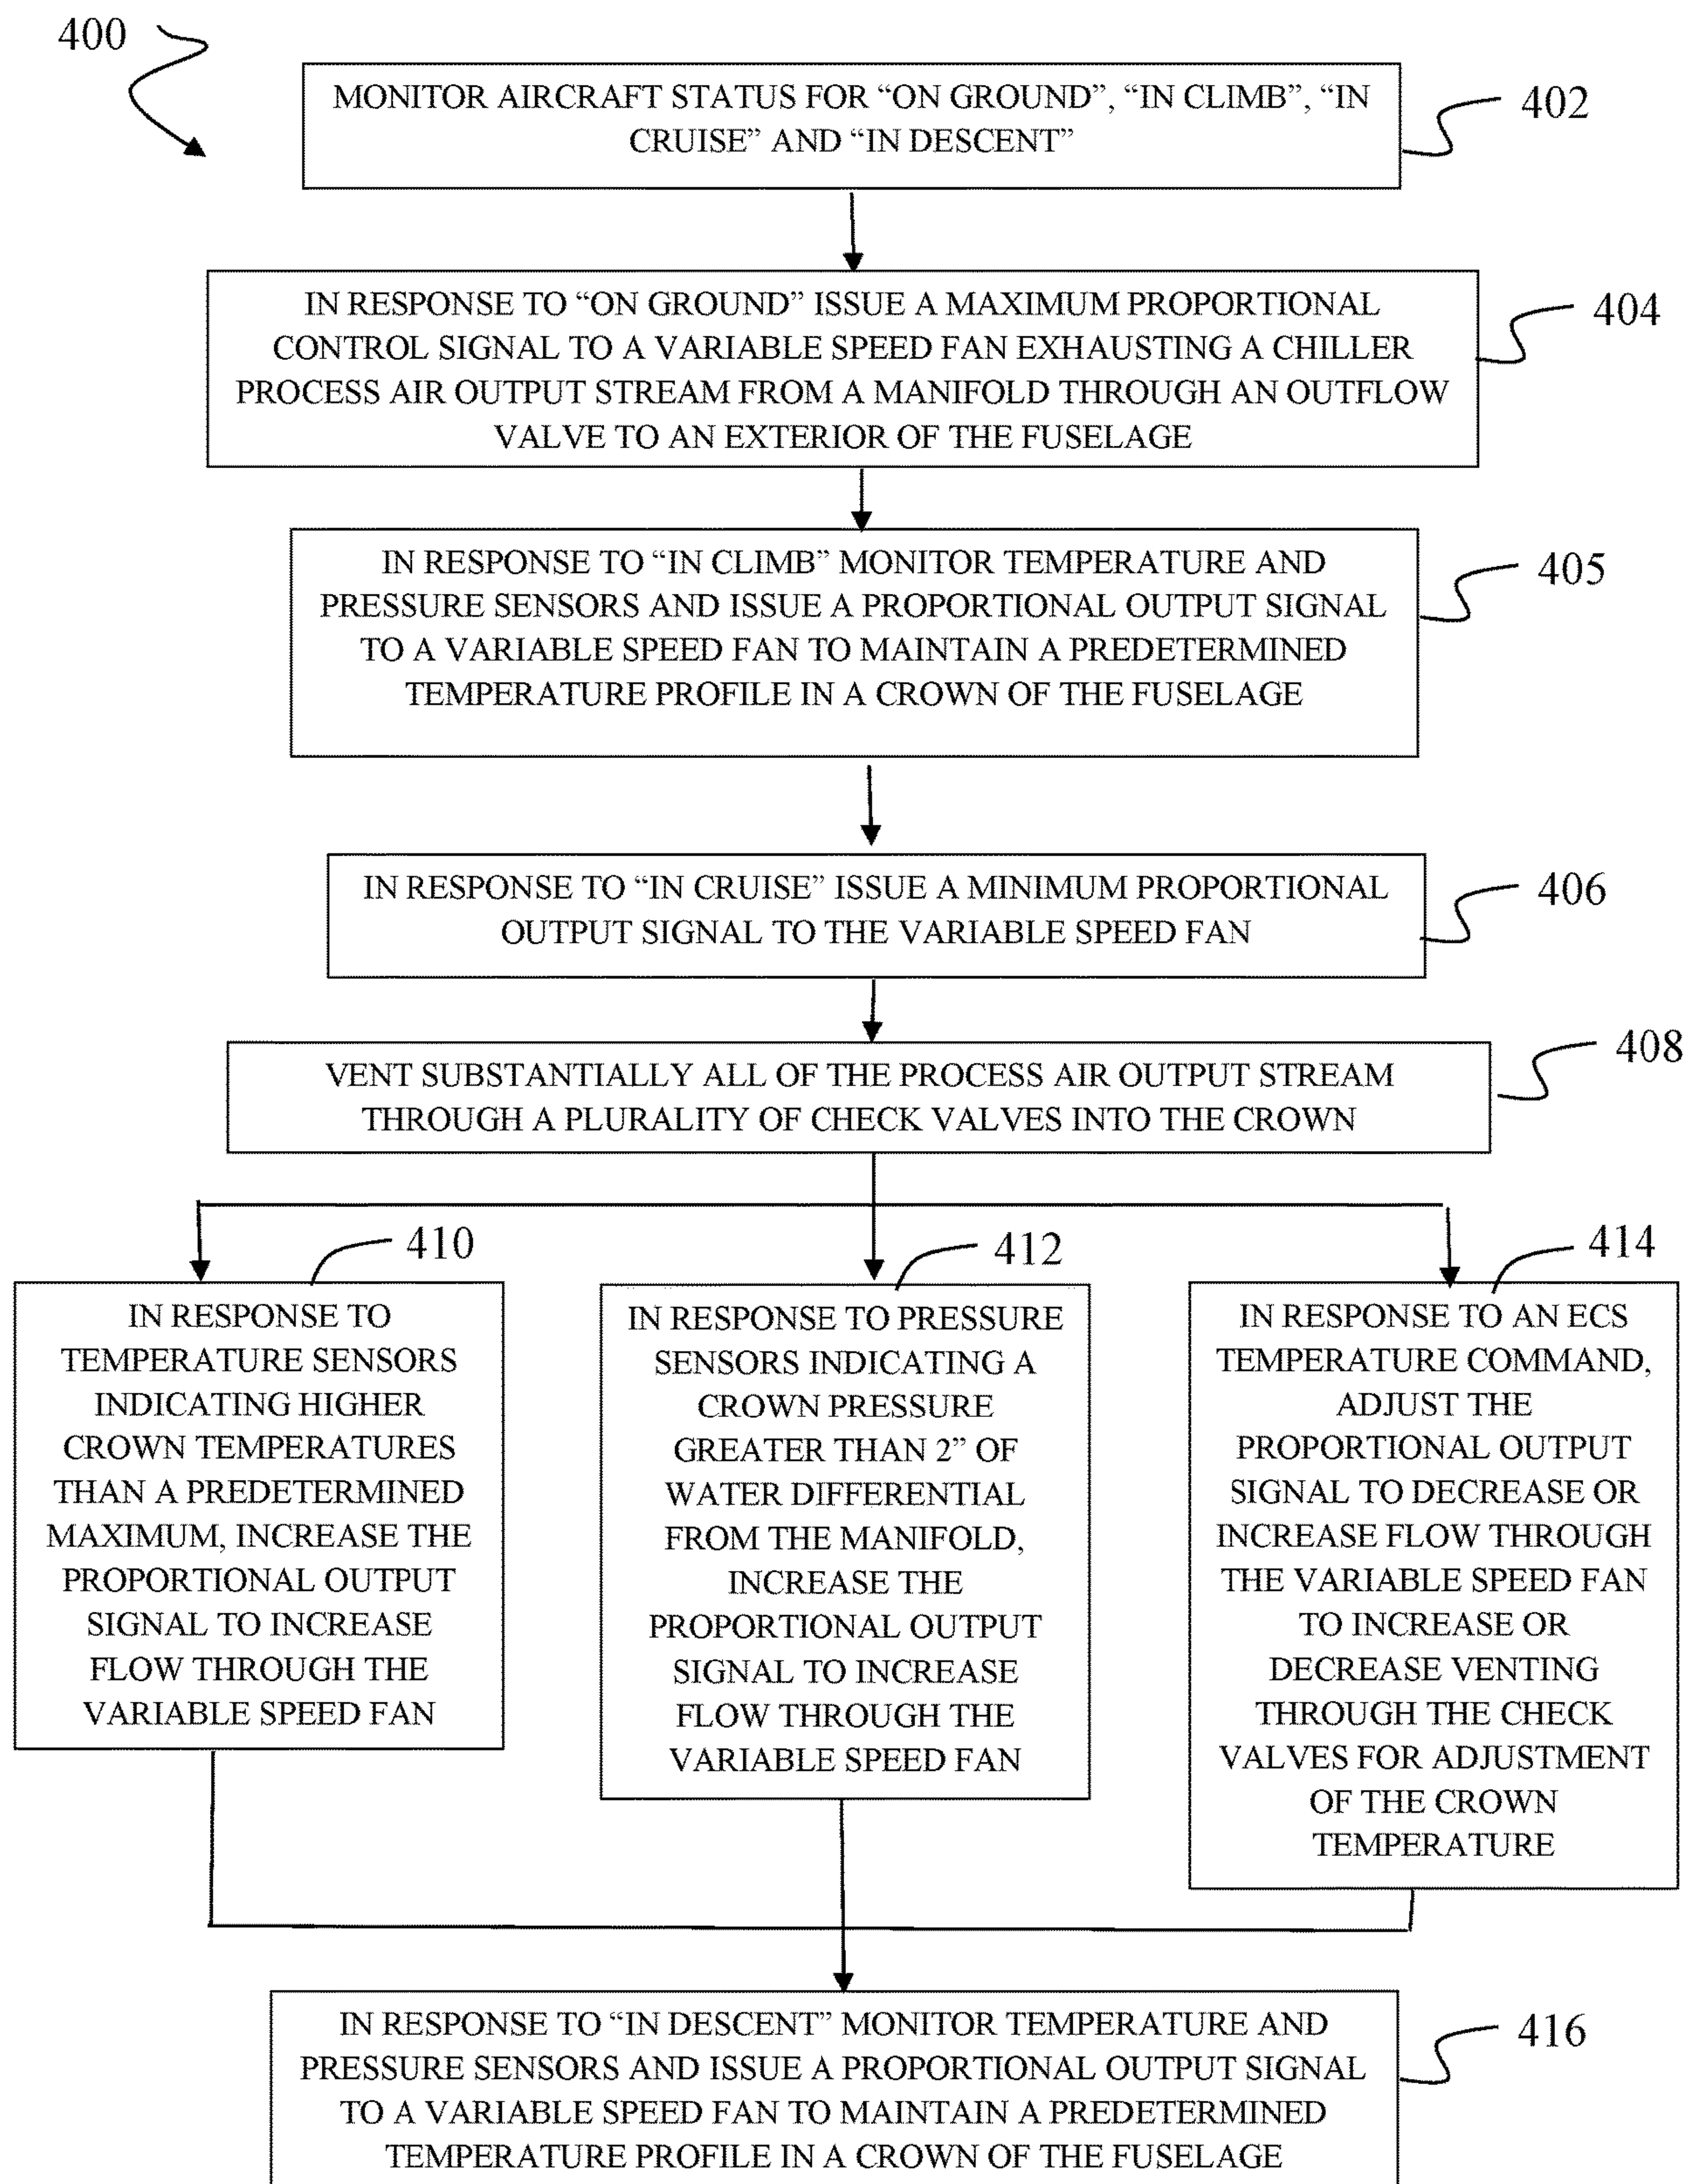 400
MONITOR AIRCRAFT STATUS FOR “ON GROUND”, “IN CLIMB”, “IN
CRUISE” AND “IN DESCENT”
402
IN RESPONSE TO “ON GROUND” ISSUE A MAXIMUM PROPORTIONAL
CONTROL SIGNAL TO A VARIABLE SPEED FAN EXHAUSTING A CHILLER
PROCESS AIR OUTPUT STREAM FROM A MANIFOLD THROUGH AN OUTFLOW
VALVE TO AN EXTERIOR OF THE FUSELAGE
404
IN RESPONSE TO “IN CLIMB” MONITOR TEMPERATURE AND
PRESSURE SENSORS AND ISSUE A PROPORTIONAL OUTPUT SIGNAL
TO A VARIABLE SPEED FAN TO MAINTAIN A PREDETERMINED
TEMPERATURE PROFILE IN A CROWN OF THE FUSELAGE
405
IN RESPONSE TO “IN CRUISE” ISSUE A MINIMUM PROPORTIONAL
OUTPUT SIGNAL TO THE VARIABLE SPEED FAN
406
VENT SUBSTANTIALLY ALL OF THE PROCESS AIR OUTPUT STREAM
THROUGH A PLURALITY OF CHECK VALVES INTO THE CROWN
408
410
IN RESPONSE TO
TEMPERATURE SENSORS
INDICATING HIGHER
CROWN TEMPERATURES
THAN A PREDETERMINED
MAXIMUM, INCREASE THE
PROPORTIONAL OUTPUT
SIGNAL TO INCREASE
FLOW THROUGH THE
VARIABLE SPEED FAN
412
IN RESPONSE TO PRESSURE
SENSORS INDICATING A
CROWN PRESSURE
GREATER THAN 2” OF
WATER DIFFERENTIAL
FROM THE MANIFOLD,
INCREASE THE
PROPORTIONAL OUTPUT
SIGNAL TO INCREASE
FLOW THROUGH THE
VARIABLE SPEED FAN
414
IN RESPONSE TO AN ECS
TEMPERATURE COMMAND,
ADJUST THE
PROPORTIONAL OUTPUT
SIGNAL TO DECREASE OR
INCREASE FLOW THROUGH
THE VARIABLE SPEED FAN
TO INCREASE OR
DECREASE VENTING
THROUGH THE CHECK
VALVES FOR ADJUSTMENT
OF THE CROWN
TEMPERATURE
IN RESPONSE TO “IN DESCENT” MONITOR TEMPERATURE AND
PRESSURE SENSORS AND ISSUE A PROPORTIONAL OUTPUT SIGNAL
TO A VARIABLE SPEED FAN TO MAINTAIN A PREDETERMINED
TEMPERATURE PROFILE IN A CROWN OF THE FUSELAGE
416